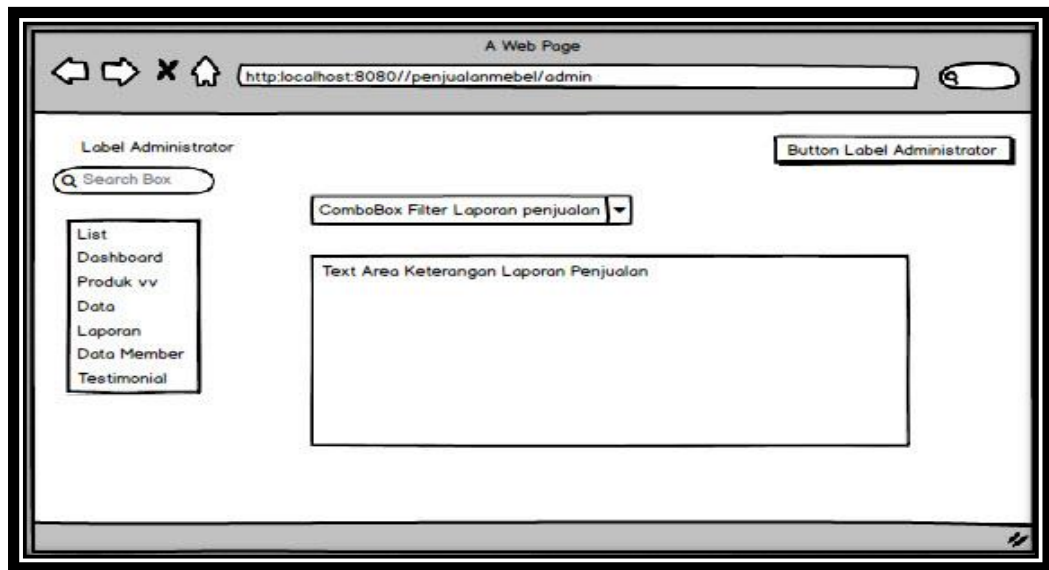 A Web Page
http:localhost:8080//penjualanmebel/admin
Label Administrator
Button Label Administrator
Search Box
ComboBox Filter Laporan penjualan
List
Dashboard
Produk vv
Data
Laporan
Data Member
Testimonial
Text Area Keterangan Laporan Penjualan